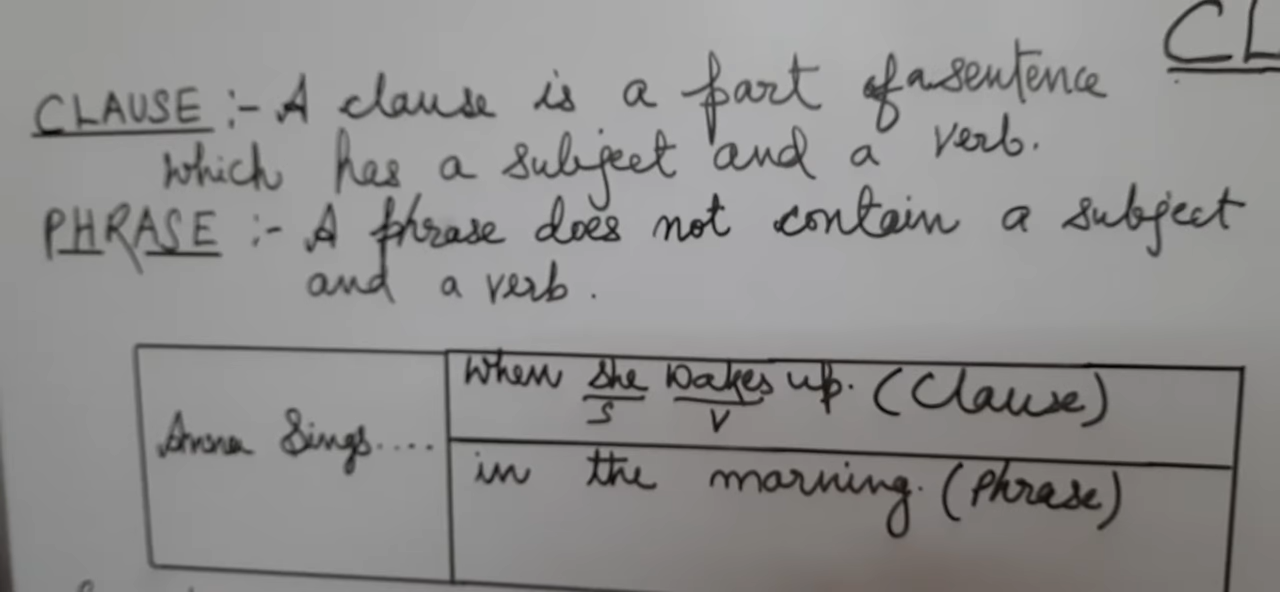 CL
CLAUSE :- A clause is a part of a sentence
which has a subject and a verb.
PHRASE :- A phrase does not contain a subject
and a verb.
When she wakes up. (Clause)
S V
Anna Sings....
in the morning. (Phrase)